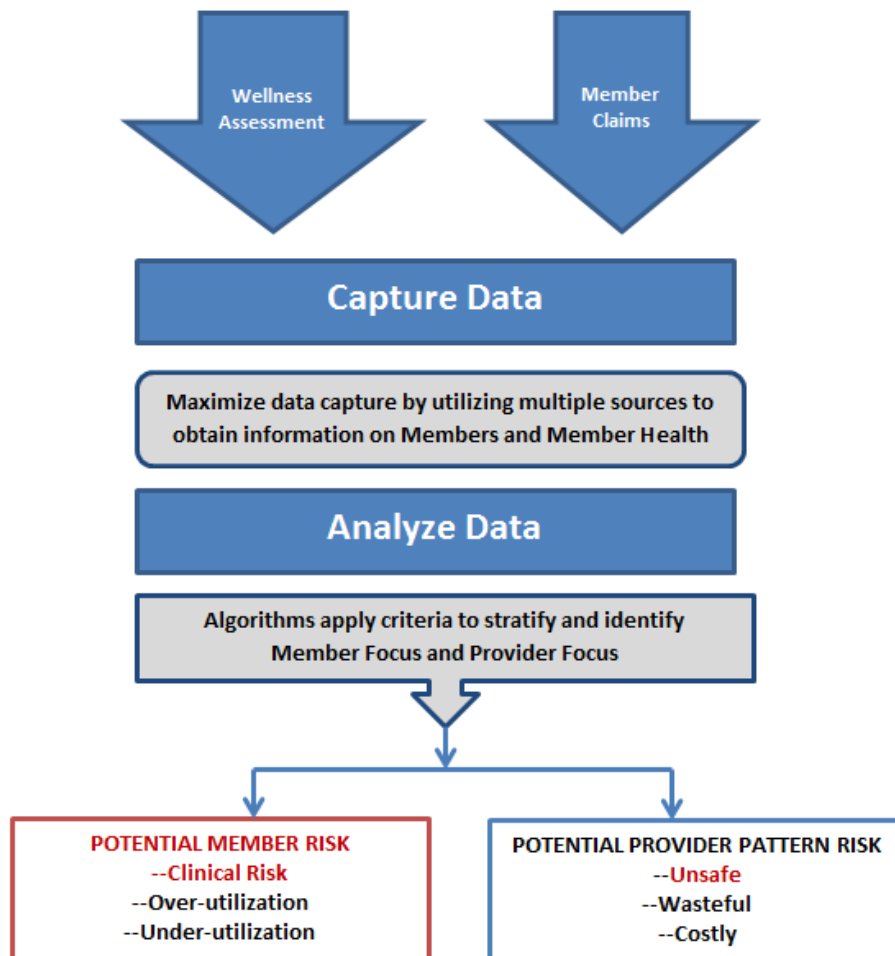 Wellness
Assessment
Member
Claims
Capture Data
Maximize data capture by utilizing multiple sources to
obtain information on Members and Member Health
Analyze Data
Algorithms apply criteria to stratify and identify
Member Focus and Provider Focus
POTENTIAL MEMBER RISK
--Clinical Risk
--Over-utilization
--Under-utilization
POTENTIAL PROVIDER PATTERN RISK
--Unsafe
--Wasteful
--Costly